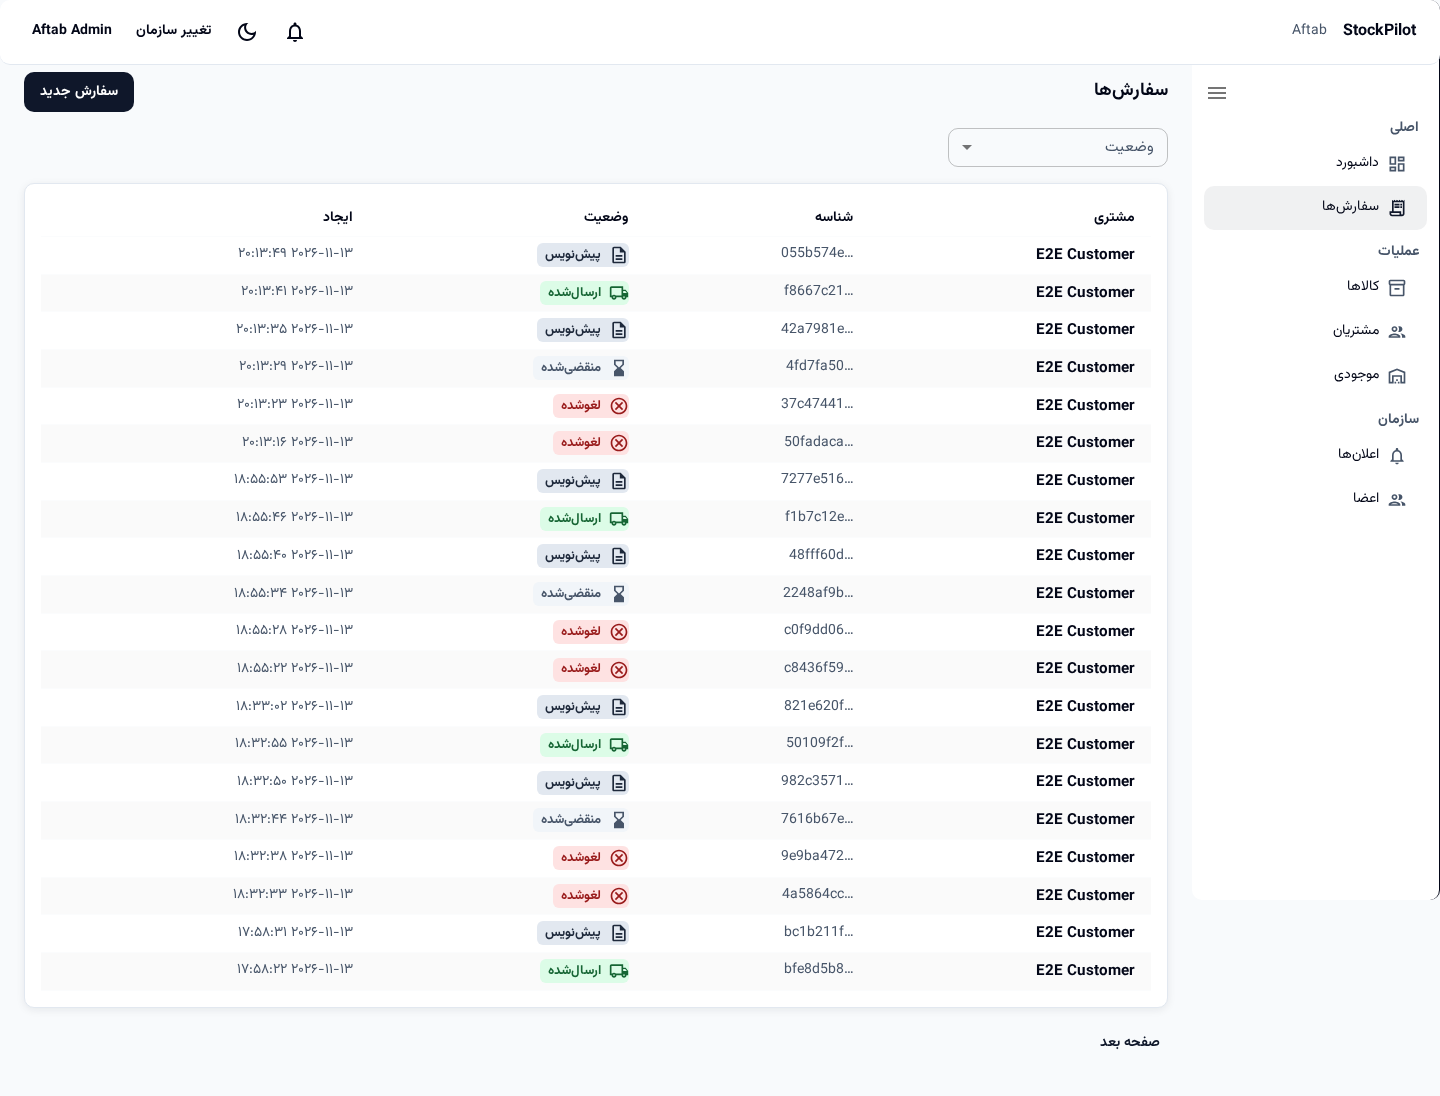 StockPilot Aftab
تغییر سازمان Aftab Admin
اصلی
داشبورد
سفارش‌ها
عملیات
کالاها
مشتریان
موجودی
سازمان
اعلان‌ها
اعضا
سفارش‌ها
سفارش جدید
وضعیت
مشتری شناسه وضعیت ایجاد
E2E Customer 055b574e… پیش‌نویس ۲۰۲۶-۱۱-۱۳ ۲۰:۱۳:۴۹
E2E Customer f8667c21… ارسال‌شده ۲۰۲۶-۱۱-۱۳ ۲۰:۱۳:۴۱
E2E Customer 42a7981e… پیش‌نویس ۲۰۲۶-۱۱-۱۳ ۲۰:۱۳:۳۵
E2E Customer 4fd7fa50… منقضی‌شده ۲۰۲۶-۱۱-۱۳ ۲۰:۱۳:۲۹
E2E Customer 37c47441… لغوشده ۲۰۲۶-۱۱-۱۳ ۲۰:۱۳:۲۳
E2E Customer 50fadaca… لغوشده ۲۰۲۶-۱۱-۱۳ ۲۰:۱۳:۱۶
E2E Customer 7277e516… پیش‌نویس ۲۰۲۶-۱۱-۱۳ ۱۸:۵۵:۵۳
E2E Customer f1b7c12e… ارسال‌شده ۲۰۲۶-۱۱-۱۳ ۱۸:۵۵:۴۶
E2E Customer 48fff60d… پیش‌نویس ۲۰۲۶-۱۱-۱۳ ۱۸:۵۵:۴۰
E2E Customer 2248af9b… منقضی‌شده ۲۰۲۶-۱۱-۱۳ ۱۸:۵۵:۳۴
E2E Customer c0f9dd06… لغوشده ۲۰۲۶-۱۱-۱۳ ۱۸:۵۵:۲۸
E2E Customer c8436f59… لغوشده ۲۰۲۶-۱۱-۱۳ ۱۸:۵۵:۲۲
E2E Customer 821e620f… پیش‌نویس ۲۰۲۶-۱۱-۱۳ ۱۸:۳۳:۰۲
E2E Customer 50109f2f… ارسال‌شده ۲۰۲۶-۱۱-۱۳ ۱۸:۳۲:۵۵
E2E Customer 982c3571… پیش‌نویس ۲۰۲۶-۱۱-۱۳ ۱۸:۳۲:۵۰
E2E Customer 7616b67e… منقضی‌شده ۲۰۲۶-۱۱-۱۳ ۱۸:۳۲:۴۴
E2E Customer 9e9ba472… لغوشده ۲۰۲۶-۱۱-۱۳ ۱۸:۳۲:۳۸
E2E Customer 4a5864cc… لغوشده ۲۰۲۶-۱۱-۱۳ ۱۸:۳۲:۳۳
E2E Customer bc1b211f… پیش‌نویس ۲۰۲۶-۱۱-۱۳ ۱۷:۵۸:۳۱
E2E Customer bfe8d5b8… ارسال‌شده ۲۰۲۶-۱۱-۱۳ ۱۷:۵۸:۲۲
صفحه بعد